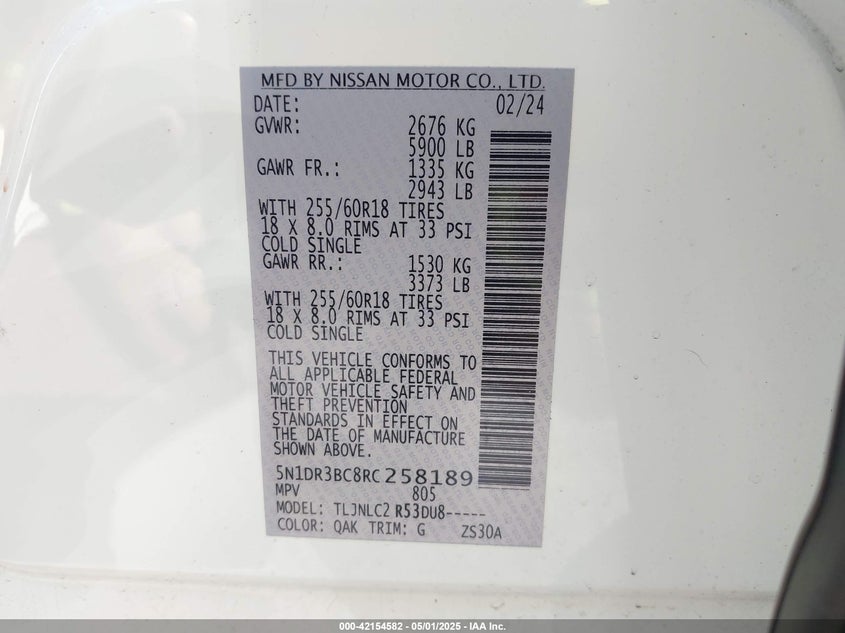 MFD BY NISSAN MOTOR CO., LTD.
DATE: 02/24
GVWR: 2676 KG
5900 LB
GAWR FR.: 1335 KG
2943 LB
WITH 255/60R18 TIRES
18 X 8.0 RIMS AT 33 PSI
COLD SINGLE
GAWR RR.: 1530 KG
3373 LB
WITH 255/60R18 TIRES
18 X 8.0 RIMS AT 33 PSI
COLD SINGLE
THIS VEHICLE CONFORMS TO
ALL APPLICABLE FEDERAL
MOTOR VEHICLE SAFETY AND
THEFT PREVENTION
STANDARDS IN EFFECT ON
THE DATE OF MANUFACTURE
SHOWN ABOVE.
5N1DR3BC8RC258189
MPV 805
MODEL: TLJNLC2 R53DU8-----
COLOR: QAK TRIM: G ZS30A
000-42154582 - 05/01/2025 - IAA Inc.